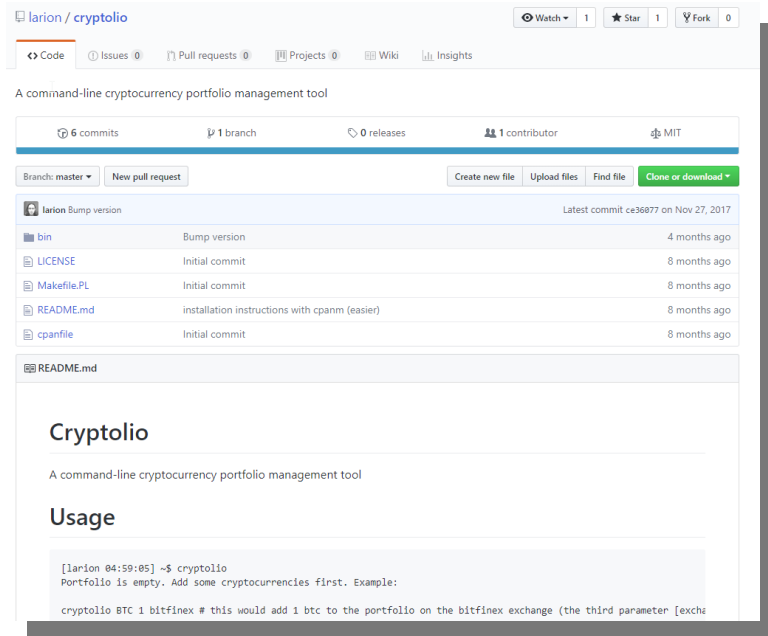 larion / cryptolio
Watch 1 Star 1 Fork 0
Code Issues 0 Pull requests 0 Projects 0 Wiki Insights
A command-line cryptocurrency portfolio management tool
6 commits 1 branch 0 releases 1 contributor MIT
Branch: master New pull request Create new file Upload files Find file Clone or download
larion Bump version Latest commit ce36077 on Nov 27, 2017
bin Bump version 4 months ago
LICENSE Initial commit 8 months ago
Makefile.PL Initial commit 8 months ago
README.md installation instructions with cpanm (easier) 8 months ago
cpanfile Initial commit 8 months ago
README.md
Cryptolio
A command-line cryptocurrency portfolio management tool
Usage
[larion 04:59:05] ~$ cryptolio
Portfolio is empty. Add some cryptocurrencies first. Example:
cryptolio BTC 1 bitfinex # this would add 1 btc to the portfolio on the bitfinex exchange (the third parameter [excha